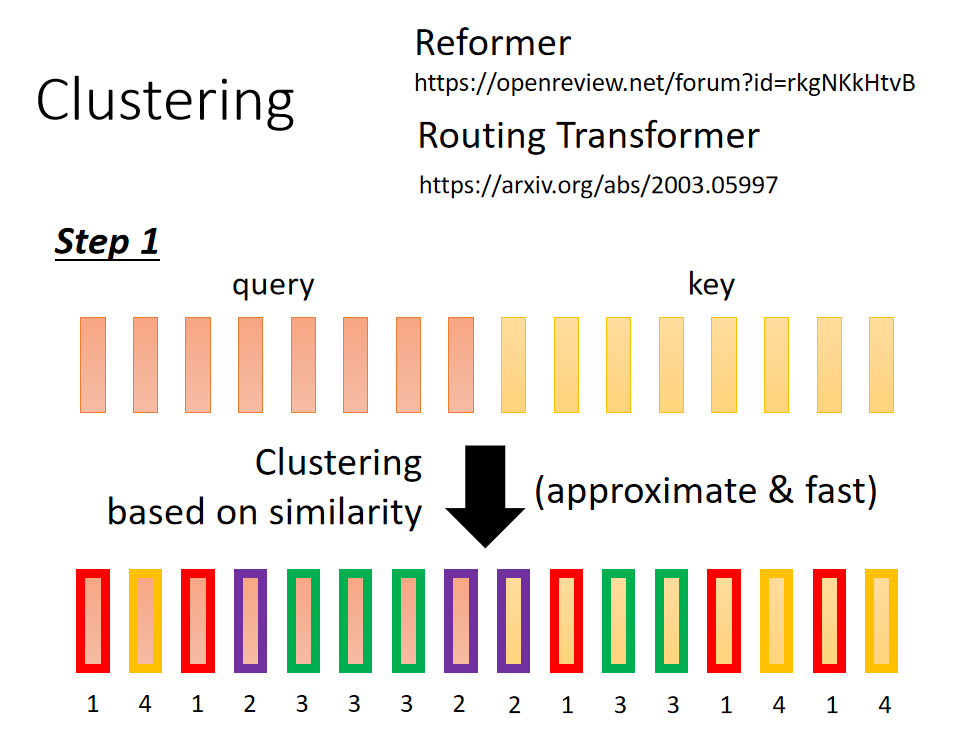 Clustering
Reformer
https://openreview.net/forum?id=rkgNKkHtvB
Routing Transformer
https://arxiv.org/abs/2003.05997
Step 1
query key
Clustering
based on similarity
(approximate & fast)
1 4 1 2 3 3 3 2 2 1 3 3 1 4 1 4